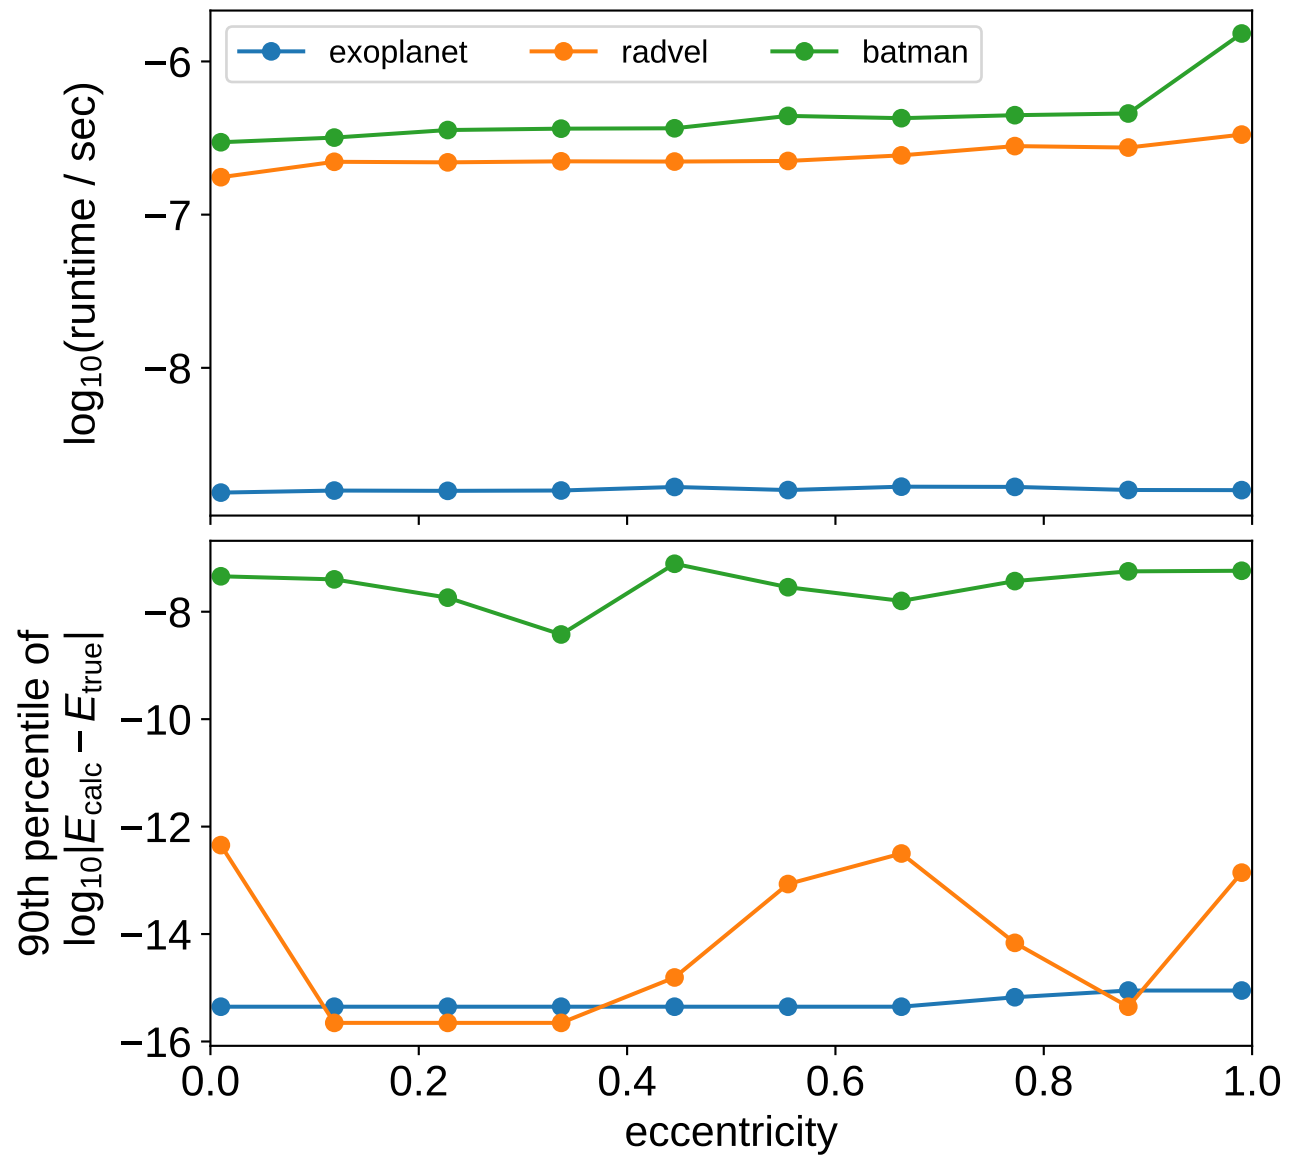 exoplanet radvel batman
−6
−7
−8
log10(runtime / sec)
−8
−10
−12
−14
−16
90th percentile of
log10|Ecalc − Etrue|
0.0 0.2 0.4 0.6 0.8 1.0
eccentricity